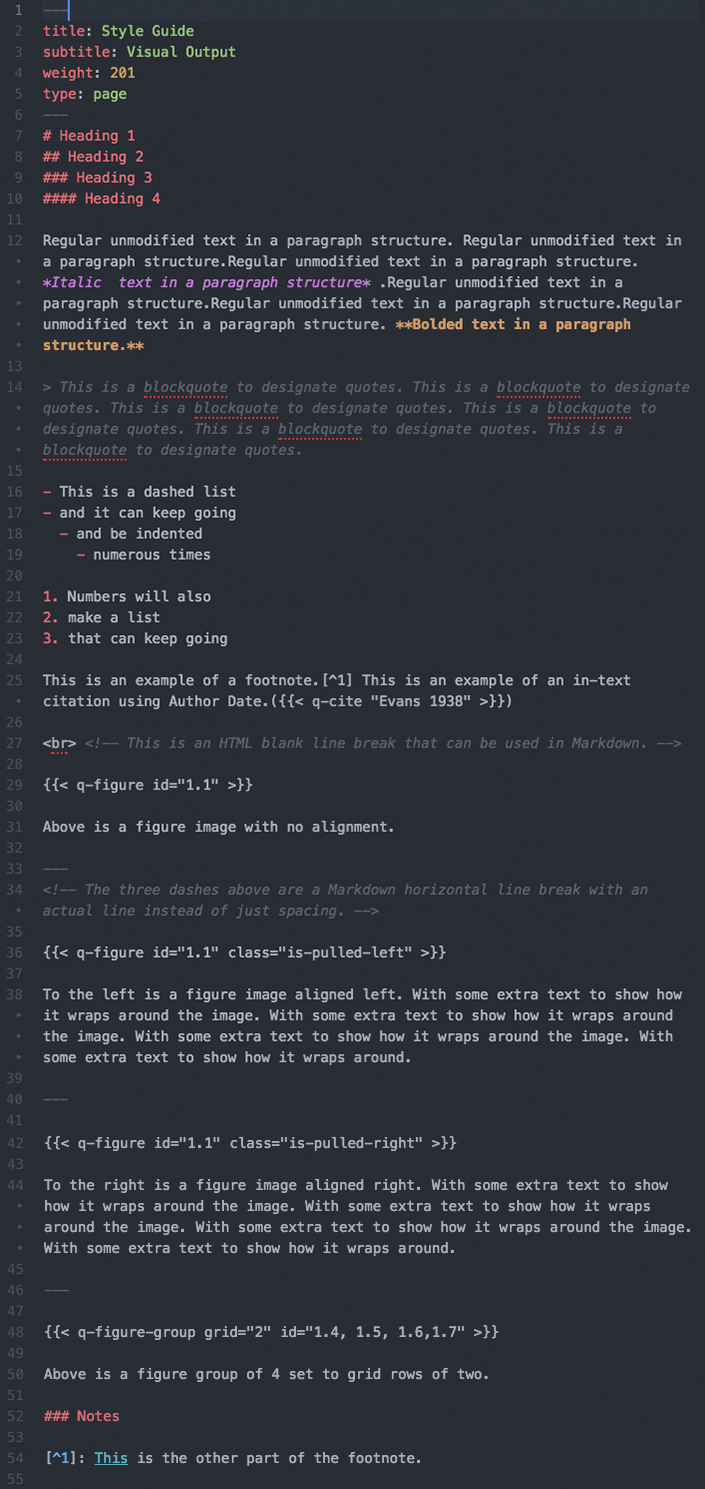 1 ---
2 title: Style Guide
3 subtitle: Visual Output
4 weight: 201
5 type: page
6 ---
7 # Heading 1
8 ## Heading 2
9 ### Heading 3
10 #### Heading 4
11
12 Regular unmodified text in a paragraph structure. Regular unmodified text in
• a paragraph structure.Regular unmodified text in a paragraph structure.
• *Italic  text in a paragraph structure* .Regular unmodified text in a
• paragraph structure.Regular unmodified text in a paragraph structure.Regular
• unmodified text in a paragraph structure. **Bolded text in a paragraph
• structure.**
13
14 > This is a blockquote to designate quotes. This is a blockquote to designate
• quotes. This is a blockquote to designate quotes. This is a blockquote to
• designate quotes. This is a blockquote to designate quotes. This is a
• blockquote to designate quotes.
15
16 - This is a dashed list
17 - and it can keep going
18   - and be indented
19     - numerous times
20
21 1. Numbers will also
22 2. make a list
23 3. that can keep going
24
25 This is an example of a footnote.[^1] This is an example of an in-text
• citation using Author Date.({{< q-cite "Evans 1938" >}})
26
27 <br> <!-- This is an HTML blank line break that can be used in Markdown. -->
28
29 {{< q-figure id="1.1" >}}
30
31 Above is a figure image with no alignment.
32
33 ---
34 <!-- The three dashes above are a Markdown horizontal line break with an
• actual line instead of just spacing. -->
35
36 {{< q-figure id="1.1" class="is-pulled-left" >}}
37
38 To the left is a figure image aligned left. With some extra text to show how
• it wraps around the image. With some extra text to show how it wraps around
• the image. With some extra text to show how it wraps around the image. With
• some extra text to show how it wraps around.
39
40 ---
41
42 {{< q-figure id="1.1" class="is-pulled-right" >}}
43
44 To the right is a figure image aligned right. With some extra text to show
• how it wraps around the image. With some extra text to show how it wraps
• around the image. With some extra text to show how it wraps around the image.
• With some extra text to show how it wraps around.
45
46 ---
47
48 {{< q-figure-group grid="2" id="1.4, 1.5, 1.6,1.7" >}}
49
50 Above is a figure group of 4 set to grid rows of two.
51
52 ### Notes
53
54 [^1]: This is the other part of the footnote.
55